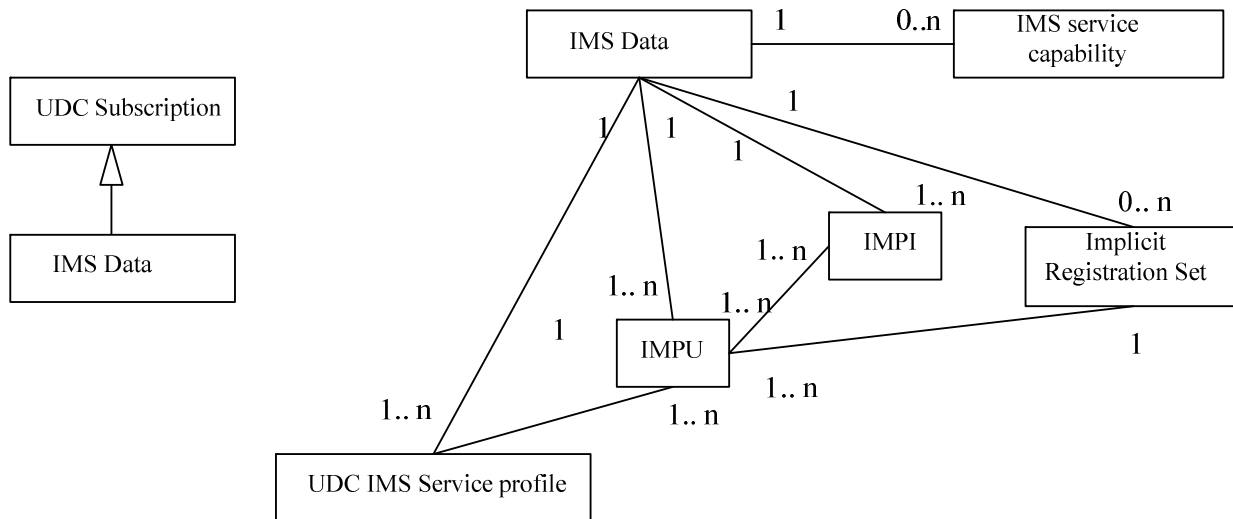 IMS Data
1
0..n
IMS service
capability
UDC Subscription
1
1
1
1
1.. n
0.. n
IMPI
Implicit
Registration Set
1.. n
IMS Data
1.. n
1.. n
1
IMPU
1
1.. n
1.. n
1.. n
UDC IMS Service profile